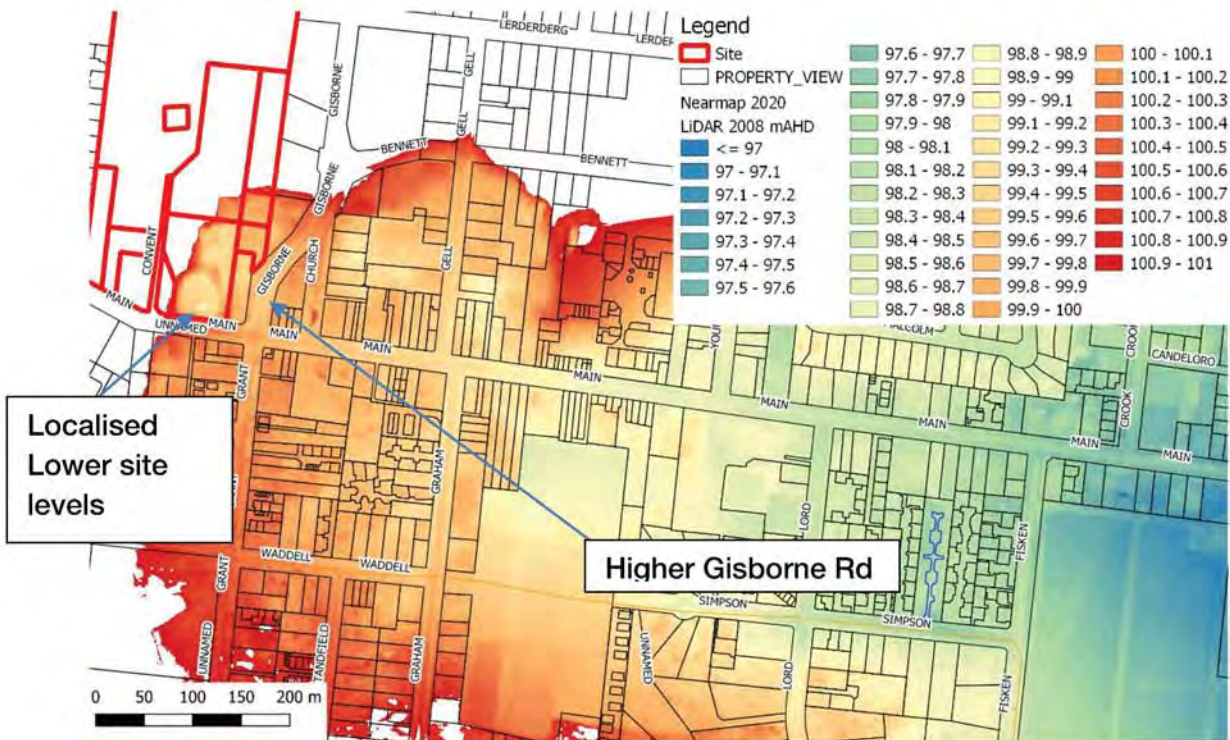 Legend
Site
PROPERTY_VIEW
Nearmap 2020
LiDAR 2008 mAHD
<= 97
97 - 97.1
97.1 - 97.2
97.2 - 97.3
97.3 - 97.4
97.4 - 97.5
97.5 - 97.6
97.6 - 97.7
97.7 - 97.8
97.8 - 97.9
97.9 - 98
98 - 98.1
98.1 - 98.2
98.2 - 98.3
98.3 - 98.4
98.4 - 98.5
98.5 - 98.6
98.6 - 98.7
98.7 - 98.8
98.8 - 98.9
98.9 - 99
99 - 99.1
99.1 - 99.2
99.2 - 99.3
99.3 - 99.4
99.4 - 99.5
99.5 - 99.6
99.6 - 99.7
99.7 - 99.8
99.8 - 99.9
99.9 - 100
100 - 100.1
100.1 - 100.2
100.2 - 100.3
100.3 - 100.4
100.4 - 100.5
100.5 - 100.6
100.6 - 100.7
100.7 - 100.8
100.8 - 100.9
100.9 - 101
LERDERDERG
GISBORNE
GELL
BENNETT
GELL
BENNETT
GISBORNE
CONVENT
GISBORNE
CHURCH
GELL
MAIN
UNNAMED
MAIN
MAIN
MAIN
MAIN
MAIN
MAIN
MAIN
MALCOLM
CANDELORO
CROOK
GRANT
GRAHAM
LORD
FISKEN
Localised
Lower site
levels
Higher Gisborne Rd
WADDELL
WADDELL
SIMPSON
SIMPSON
GRANT
UNNAMED
GRAHAM
UNNAMED
LORD
FISKEN
0 50 100 150 200 m